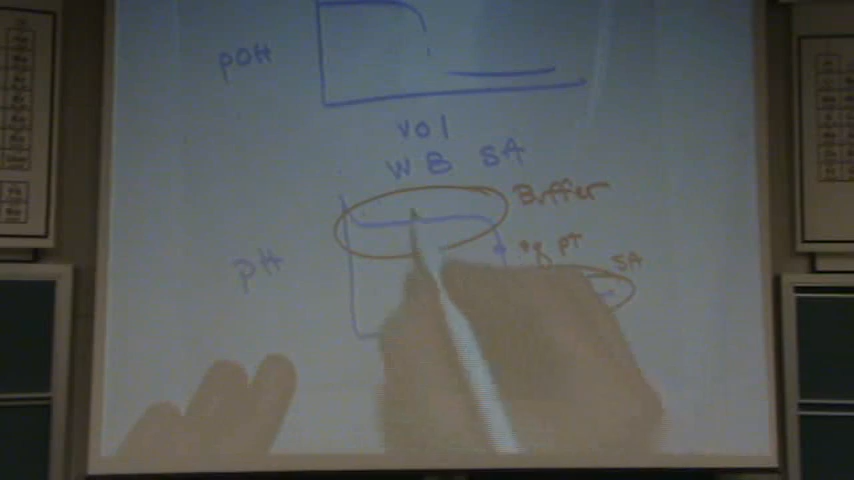 pOH
vol
WB SA
Buffer
eq pt
SA
pH